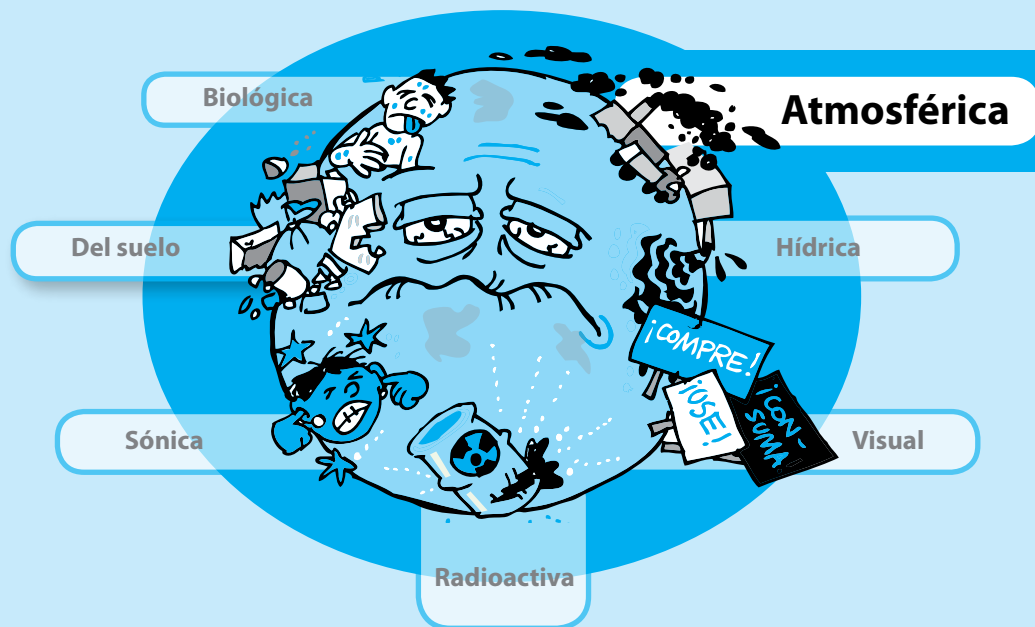 Biológica
Atmosférica
Del suelo
Hídrica
¡COMPRE!
¡USE!
¡CON-
SUMA
Sónica
Visual
Radioactiva